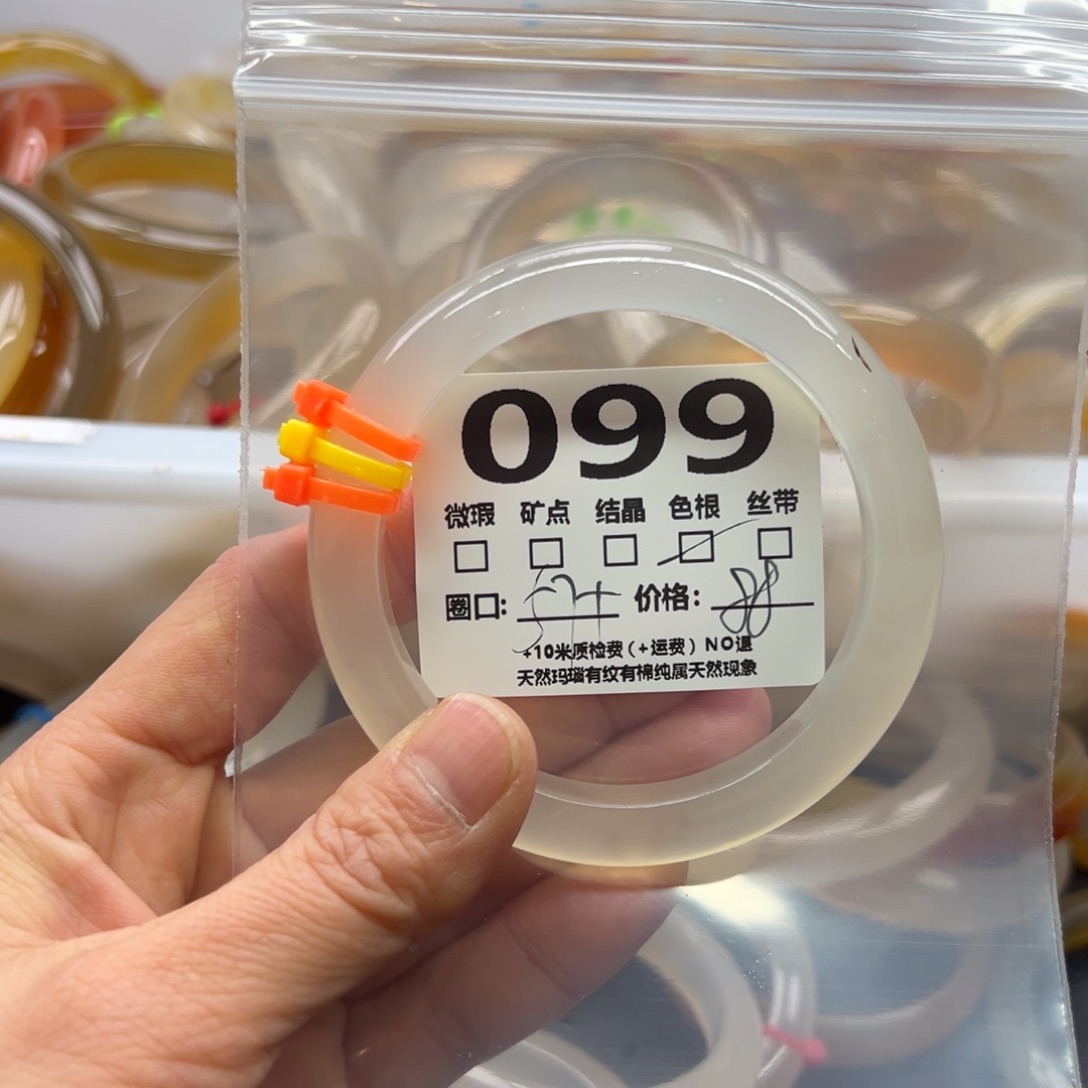 099
微瑕 矿点 结晶 色根 丝带
圈口: 价格: 88
+10米质检费(+运费) NO退
天然玛瑙有纹有棉纯属天然现象